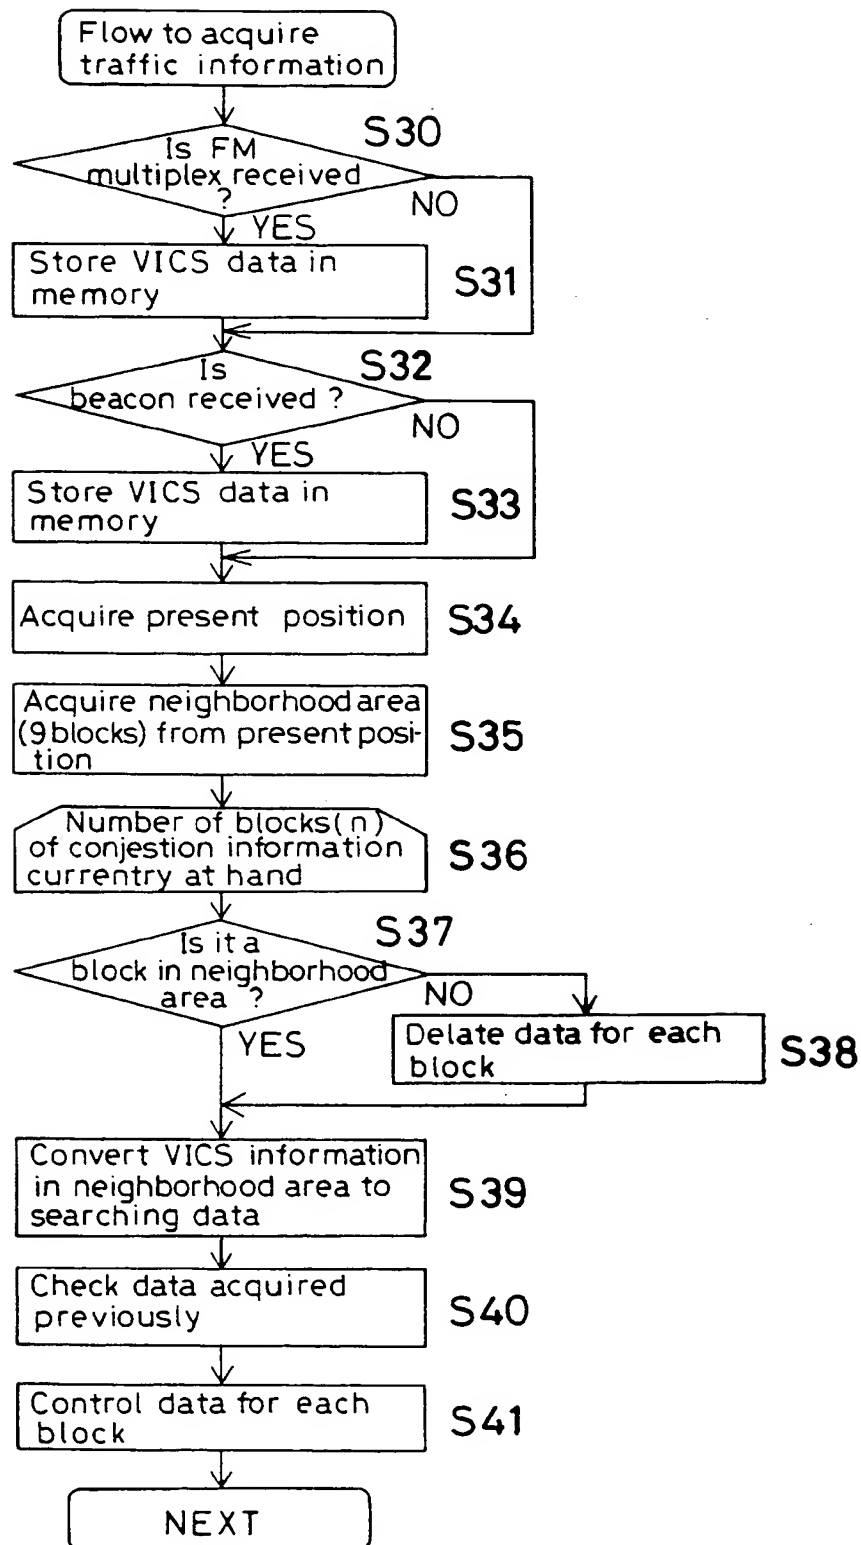 Flow to acquire
traffic information
S30
Is FM
multiplex received
?
NO
YES
Store VICS data in
memory
S31
S32
Is
beacon received ?
NO
YES
Store VICS data in
memory
S33
Acquire present position
S34
Acquire neighborhood area
(9 blocks) from present posi-
tion
S35
Number of blocks(n)
of conjestion information
currentry at hand
S36
S37
Is it a
block in neighborhood
area ?
NO
YES
Delate data for each
block
S38
Convert VICS information
in neighborhood area to
searching data
S39
Check data acquired
previously
S40
Control data for each
block
S41
NEXT